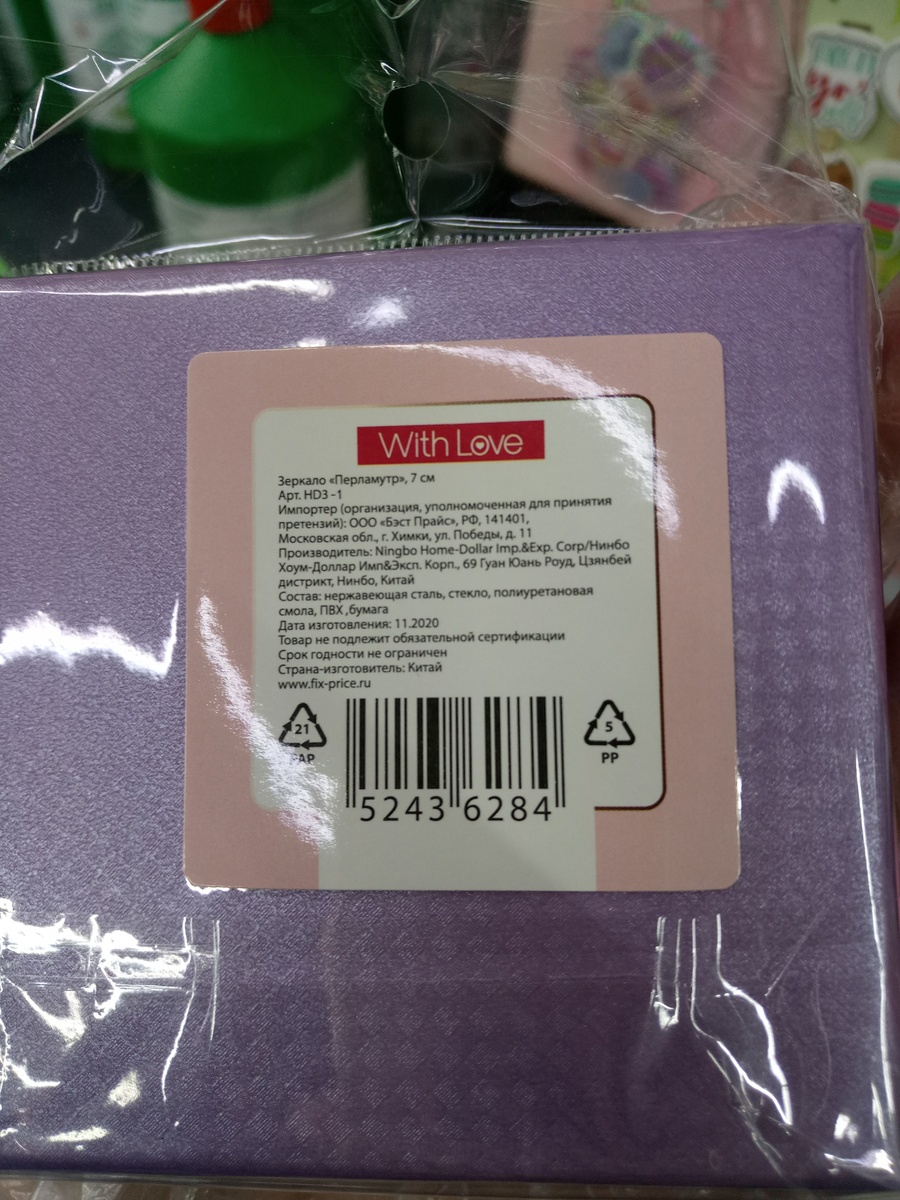 With Love
Зеркало «Перламутр», 7 см
Арт. HD3 -1
Импортер (организация, уполномоченная для принятия
претензий): ООО «Бэст Прайс», РФ, 141401,
Московская обл., г. Химки, ул. Победы, д. 11
Производитель: Ningbo Home-Dollar Imp.&Exp. Corp/Нинбо
Хоум-Доллар Имп&Эксп. Корп., 69 Гуан Юань Роуд, Цзянбей
дистрикт, Нинбо, Китай
Состав: нержавеющая сталь, стекло, полиуретановая
смола, ПВХ ,бумага
Дата изготовления: 11.2020
Товар не подлежит обязательной сертификации
Срок годности не ограничен
Страна-изготовитель: Китай
www.fix-price.ru
21
PAP
5
PP
5243 6284